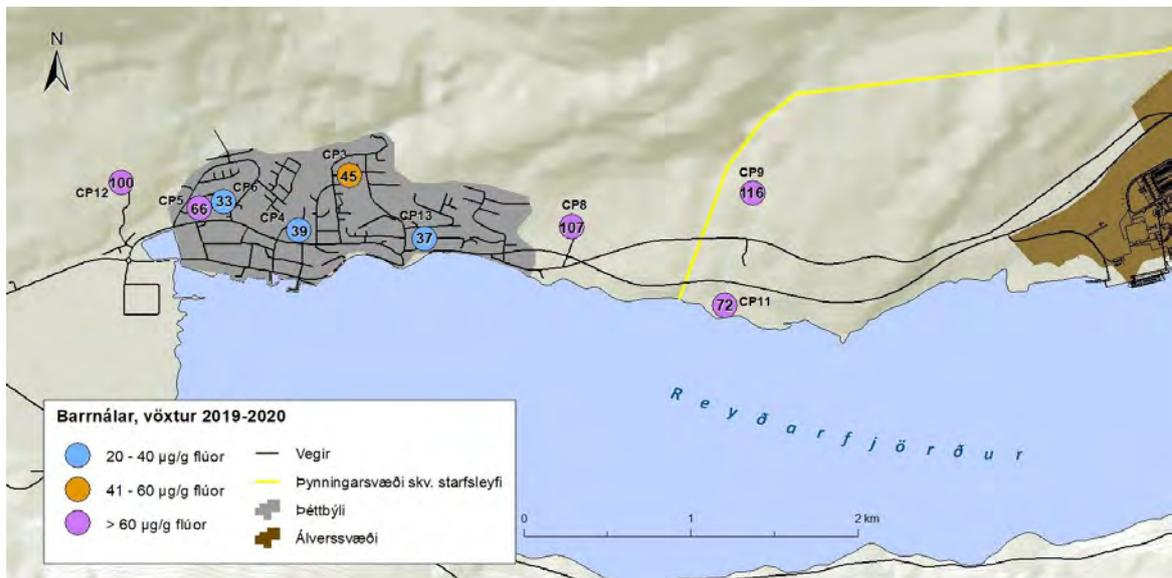 N
CP3
45
CP12
100
CP5
66
33
CP6
CP4
39
CP13
37
CP8
107
CP9
116
72
CP11
Reyðarfjörður
Barrnálar, vöxtur 2019-2020
20 - 40 µg/g flúor
41 - 60 µg/g flúor
> 60 µg/g flúor
Vegir
Þynningarsvæði skv. starfsleyfi
Þéttbýli
Álverssvæði
0 1 2 km